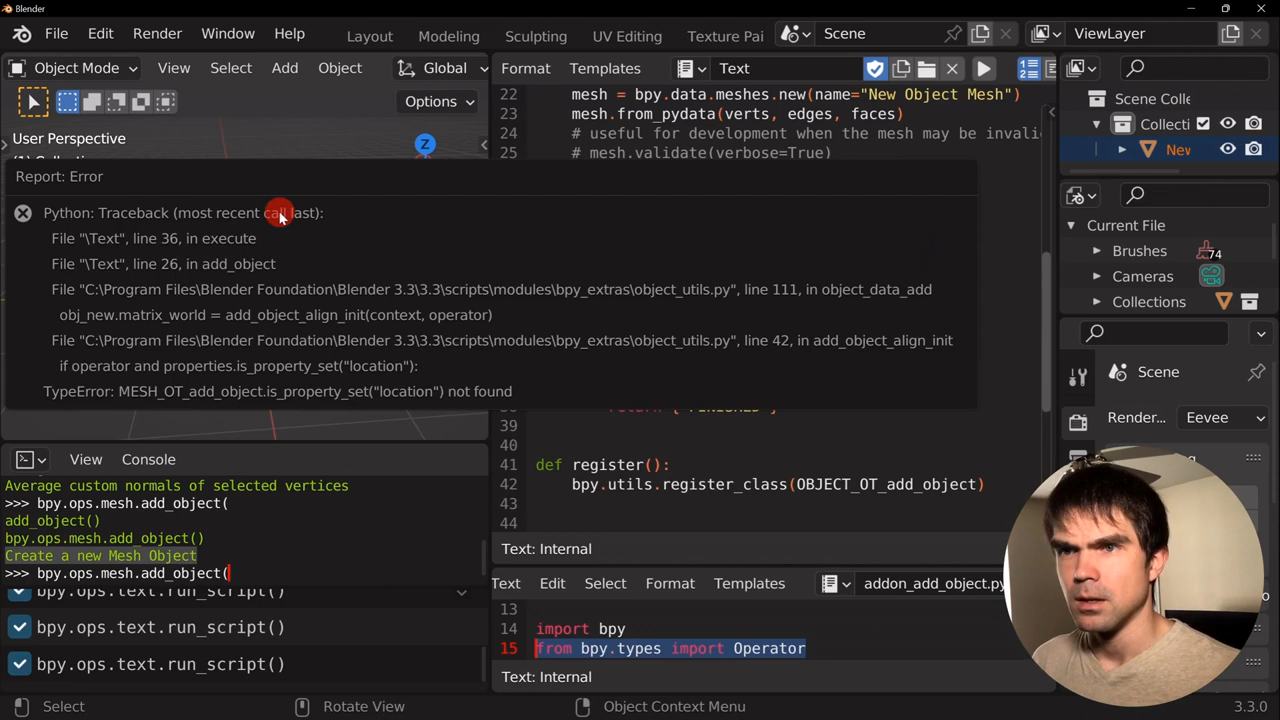 Blender
File Edit Render Window Help Layout Modeling Sculpting UV Editing Texture Pai Scene ViewLayer
Object Mode View Select Add Object Global Format Templates Text
Options
User Perspective
Z
22 mesh = bpy.data.meshes.new(name="New Object Mesh")
23 mesh.from_pydata(verts, edges, faces)
24 # useful for development when the mesh may be invali
25 # mesh.validate(verbose=True)
Scene Colle
Collecti
New
Report: Error
Python: Traceback (most recent call last):
File "\Text", line 36, in execute
File "\Text", line 26, in add_object
File "C:\Program Files\Blender Foundation\Blender 3.3\3.3\scripts\modules\bpy_extras\object_utils.py", line 111, in object_data_add
obj_new.matrix_world = add_object_align_init(context, operator)
File "C:\Program Files\Blender Foundation\Blender 3.3\3.3\scripts\modules\bpy_extras\object_utils.py", line 42, in add_object_align_init
if operator and properties.is_property_set("location"):
TypeError: MESH_OT_add_object.is_property_set("location") not found
Current File
Brushes 74
Cameras
Collections
Scene
Render... Eevee
39
40
41 def register():
42 bpy.utils.register_class(OBJECT_OT_add_object)
43
44
Text: Internal
View Console
Average custom normals of selected vertices
>>> bpy.ops.mesh.add_object(
add_object()
bpy.ops.mesh.add_object()
Create a new Mesh Object
>>> bpy.ops.mesh.add_object(
bpy.ops.text.run_script()
bpy.ops.text.run_script()
bpy.ops.text.run_script()
Text Edit Select Format Templates addon_add_object.py
13
14 import bpy
15 from bpy.types import Operator
Text: Internal
Select Rotate View Object Context Menu 3.3.0